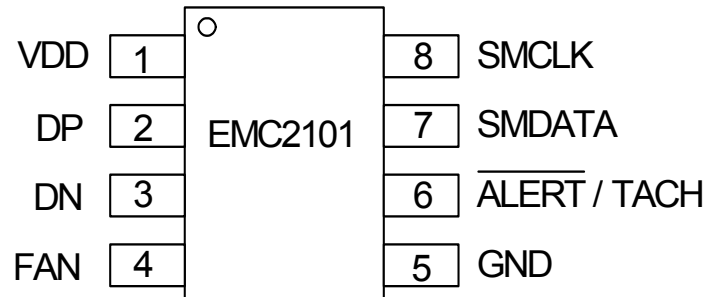 VDD 1 8 SMCLK
DP 2 EMC2101 7 SMDATA
DN 3 6 ALERT / TACH
FAN 4 5 GND